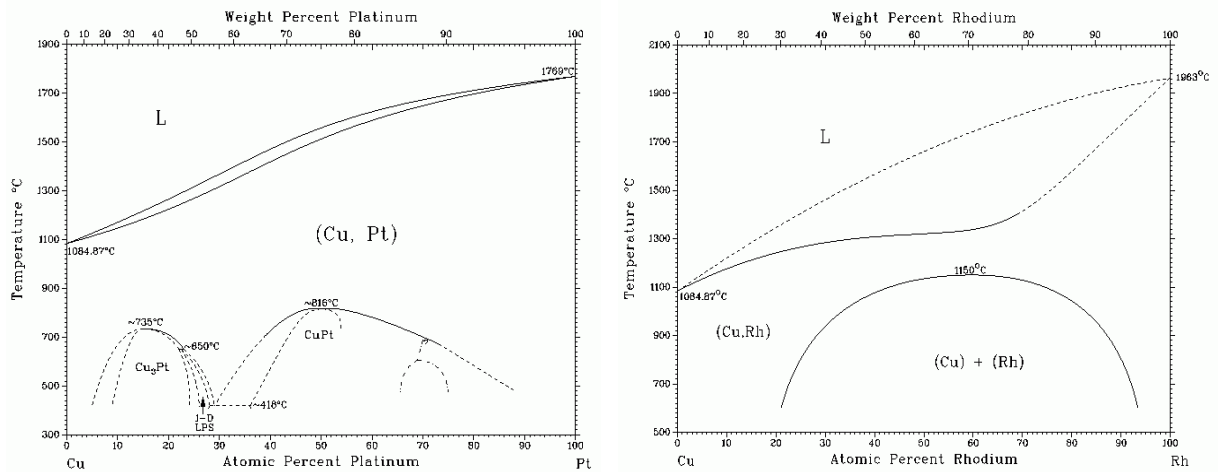 Weight Percent Platinum
0 10 20 30 40 50 60 70 80 90 100
1900
1700
1500
1300
1100
900
700
500
300
Temperature °C
L
1769°C
1084.87°C
(Cu, Pt)
~735°C
~816°C
~650°C
Cu₃Pt
CuPt
~418°C
1-D
LPS
0 10 20 30 40 50 60 70 80 90 100
Cu
Atomic Percent Platinum
Pt
Weight Percent Rhodium
0 10 20 30 40 50 60 70 80 90 100
2100
1900
1700
1500
1300
1100
900
700
500
Temperature °C
L
1963°C
1084.87°C
1150°C
(Cu,Rh)
(Cu) + (Rh)
0 10 20 30 40 50 60 70 80 90 100
Cu
Atomic Percent Rhodium
Rh